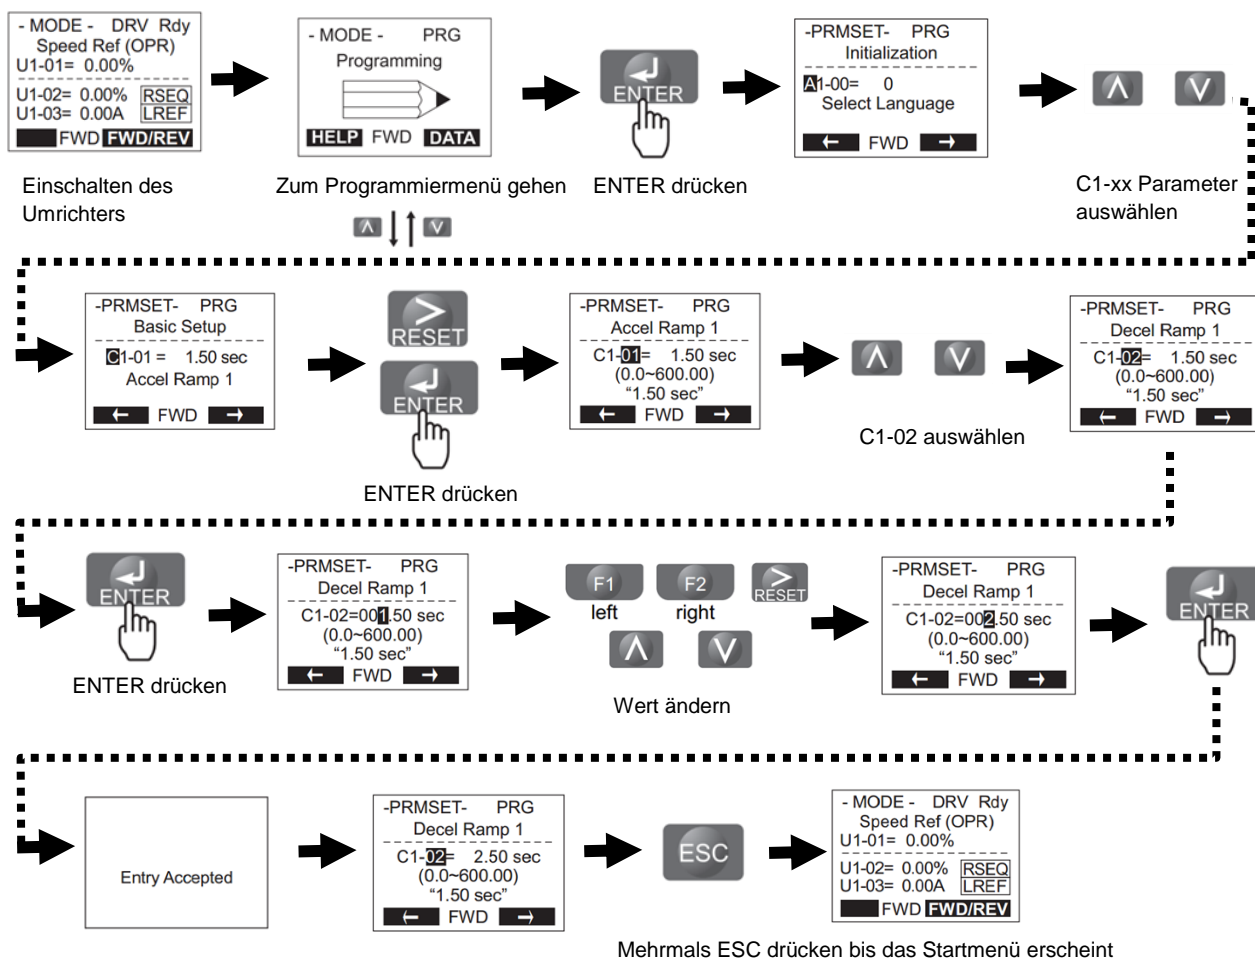 - MODE -   DRV Rdy
Speed Ref (OPR)
U1-01= 0.00%
U1-02= 0.00% RSEQ
U1-03= 0.00A LREF
FWD FWD/REV
Einschalten des
Umrichters
- MODE -   PRG
Programming
HELP FWD DATA
Zum Programmiermenü gehen
ENTER
ENTER drücken
-PRMSET-   PRG
Initialization
A1-00=   0
Select Language
← FWD →
C1-xx Parameter
auswählen
-PRMSET-   PRG
Basic Setup
C1-01 =   1.50 sec
Accel Ramp 1
← FWD →
>
RESET
ENTER
ENTER drücken
-PRMSET-   PRG
Accel Ramp 1
C1-01=   1.50 sec
(0.0~600.00)
“1.50 sec”
← FWD →
C1-02 auswählen
-PRMSET-   PRG
Decel Ramp 1
C1-02=   1.50 sec
(0.0~600.00)
“1.50 sec”
← FWD →
ENTER
ENTER drücken
-PRMSET-   PRG
Decel Ramp 1
C1-02=001.50 sec
(0.0~600.00)
“1.50 sec”
← FWD →
F1 F2 >
RESET
left right
Wert ändern
-PRMSET-   PRG
Decel Ramp 1
C1-02=002.50 sec
(0.0~600.00)
“1.50 sec”
← FWD →
ENTER
Entry Accepted
-PRMSET-   PRG
Decel Ramp 1
C1-02=   2.50 sec
(0.0~600.00)
“1.50 sec”
← FWD →
ESC
- MODE -   DRV Rdy
Speed Ref (OPR)
U1-01= 0.00%
U1-02= 0.00% RSEQ
U1-03= 0.00A LREF
FWD FWD/REV
Mehrmals ESC drücken bis das Startmenü erscheint